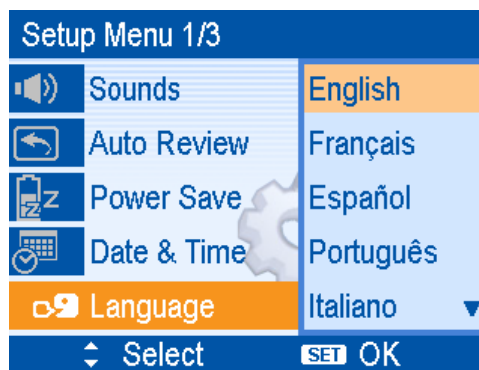 Setup Menu 1/3
Sounds
Auto Review
Power Save
Date & Time
Language
English
Français
Español
Português
Italiano
Select
SET OK